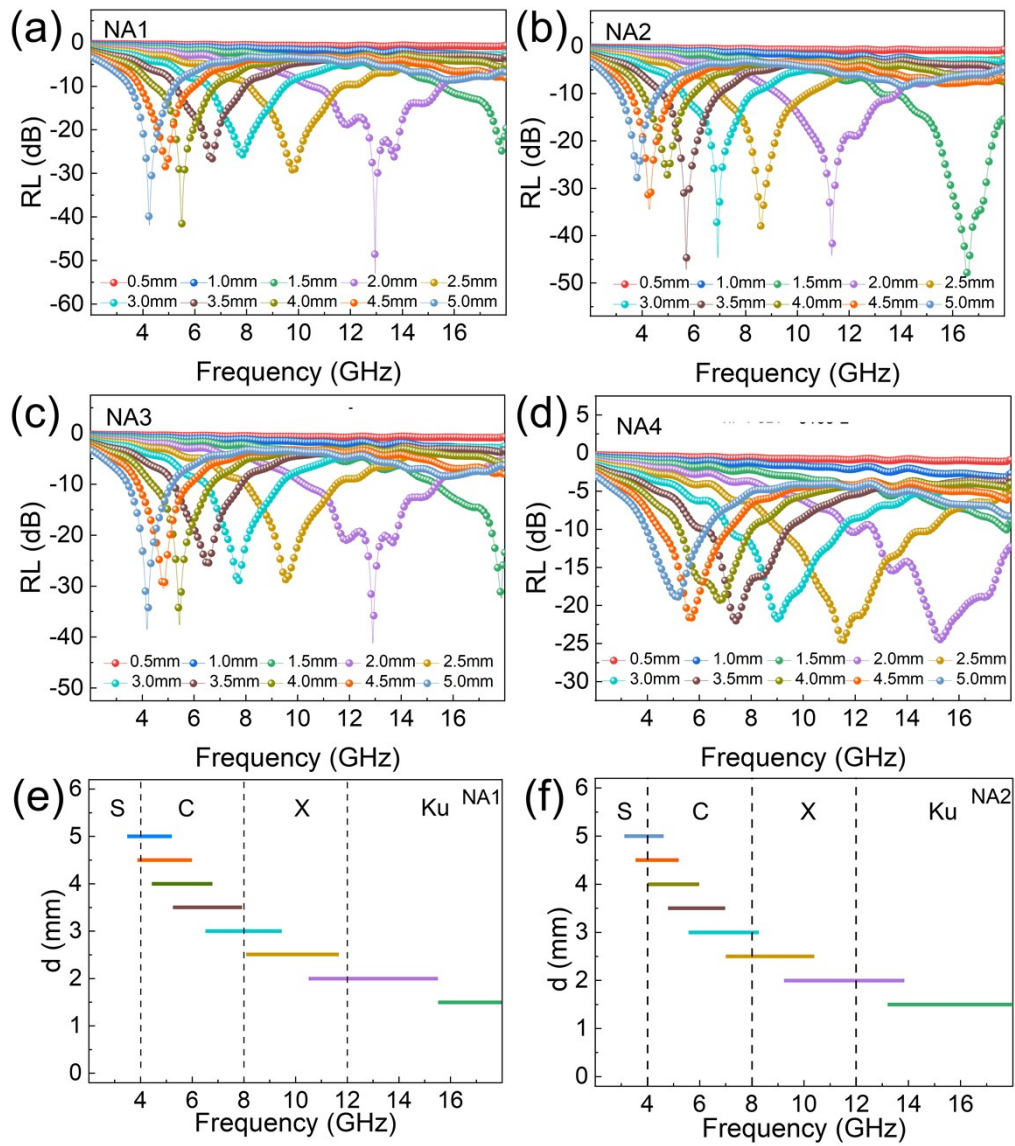 (a)
NA1
0
-10
-20
-30
-40
-50
-60
RL (dB)
0.5mm 1.0mm 1.5mm 2.0mm 2.5mm
3.0mm 3.5mm 4.0mm 4.5mm 5.0mm
4 6 8 10 12 14 16
Frequency (GHz)
(b)
NA2
0
-10
-20
-30
-40
-50
RL (dB)
0.5mm 1.0mm 1.5mm 2.0mm 2.5mm
3.0mm 3.5mm 4.0mm 4.5mm 5.0mm
4 6 8 10 12 14 16
Frequency (GHz)
(c)
NA3
0
-10
-20
-30
-40
-50
RL (dB)
0.5mm 1.0mm 1.5mm 2.0mm 2.5mm
3.0mm 3.5mm 4.0mm 4.5mm 5.0mm
4 6 8 10 12 14 16
Frequency (GHz)
(d)
NA4
5
0
-5
-10
-15
-20
-25
-30
RL (dB)
0.5mm 1.0mm 1.5mm 2.0mm 2.5mm
3.0mm 3.5mm 4.0mm 4.5mm 5.0mm
4 6 8 10 12 14 16
Frequency (GHz)
(e)
S C X Ku NA1
6
5
4
3
2
1
0
d (mm)
4 6 8 10 12 14 16
Frequency (GHz)
(f)
S C X Ku NA2
6
5
4
3
2
1
0
d (mm)
4 6 8 10 12 14 16
Frequency (GHz)